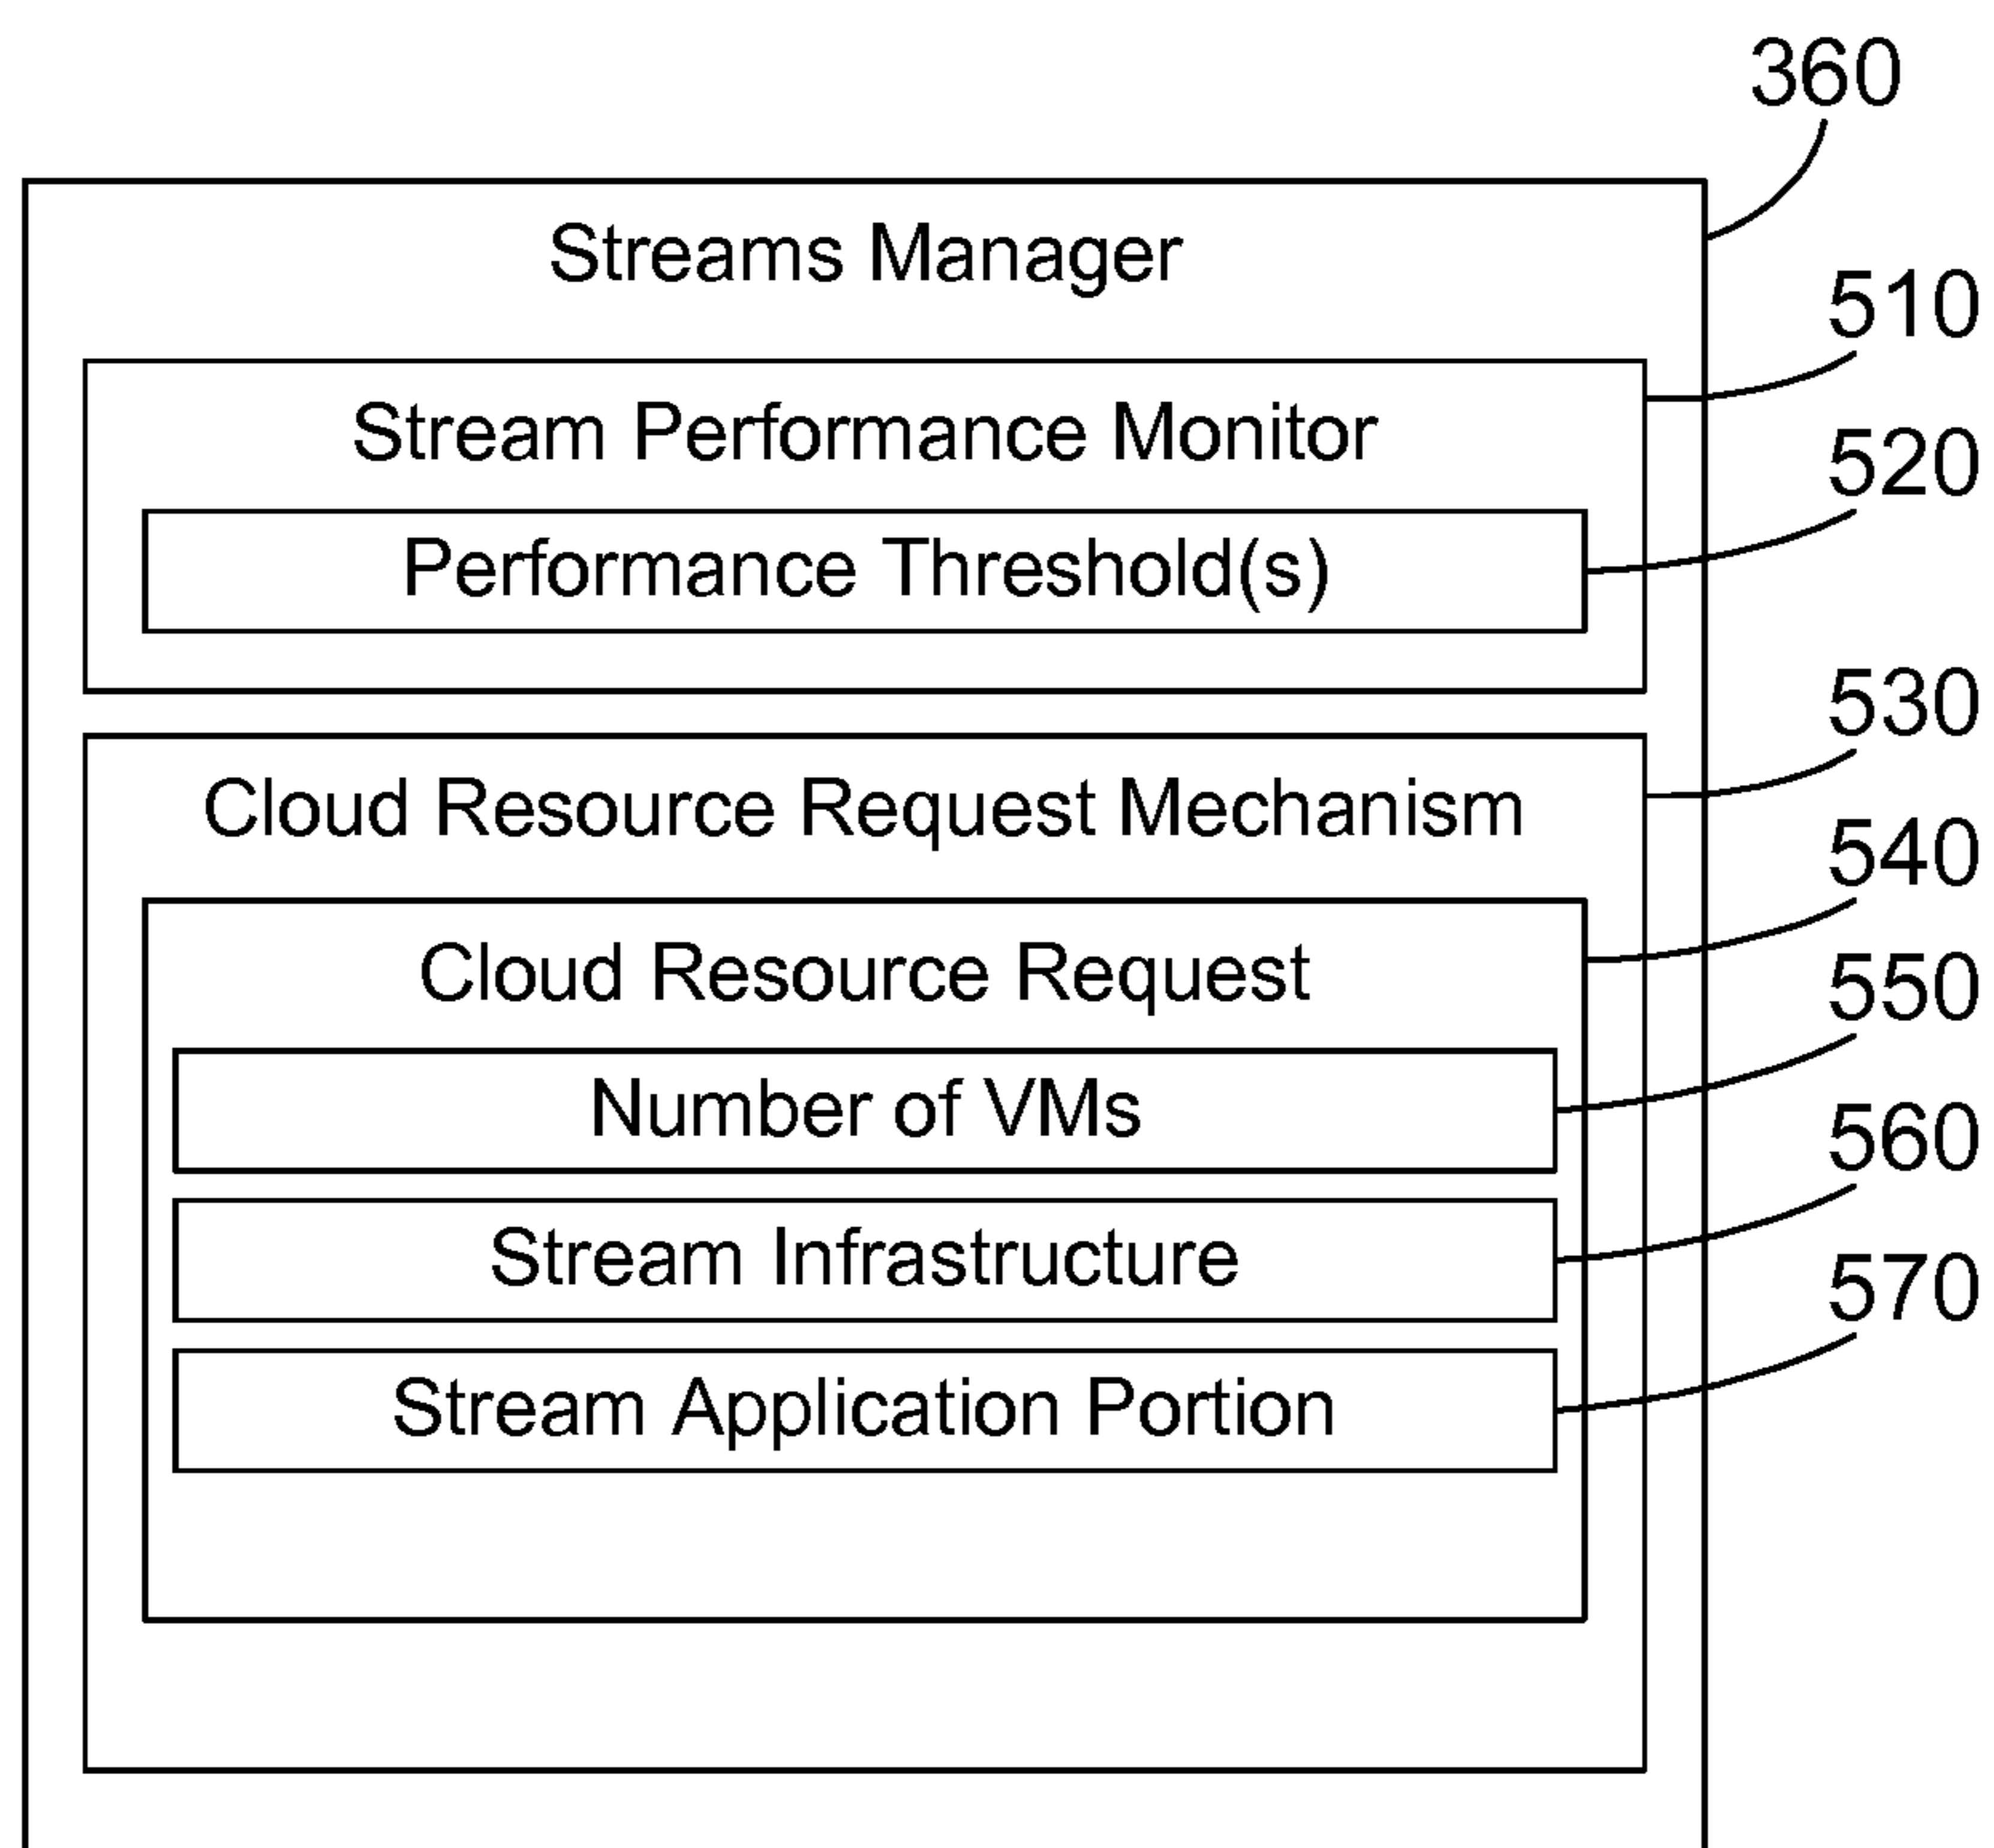 360
Streams Manager
510
Stream Performance Monitor
520
Performance Threshold(s)
530
Cloud Resource Request Mechanism
540
Cloud Resource Request
550
Number of VMs
560
Stream Infrastructure
570
Stream Application Portion